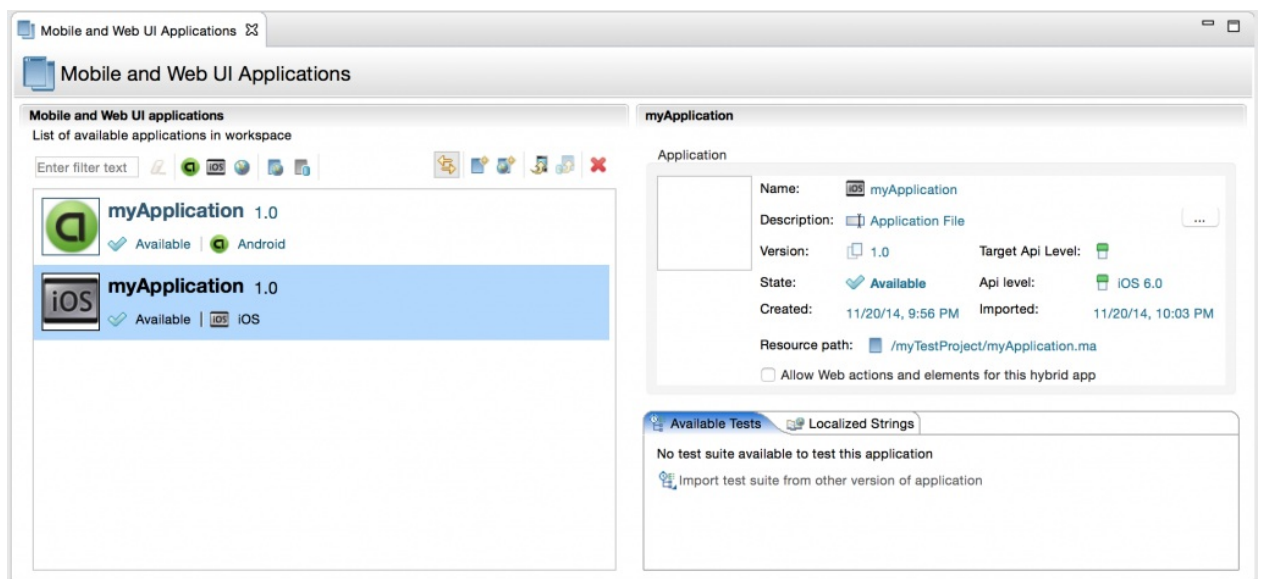 Mobile and Web UI Applications
Mobile and Web UI Applications
Mobile and Web UI applications
List of available applications in workspace
Enter filter text
iOS
myApplication 1.0
Available | Android
iOS
myApplication 1.0
Available | iOS iOS
myApplication
Application
Name: iOS myApplication
Description: Application File ...
Version: 1.0 Target Api Level:
State: Available Api level: iOS 6.0
Created: 11/20/14, 9:56 PM Imported: 11/20/14, 10:03 PM
Resource path: /myTestProject/myApplication.ma
Allow Web actions and elements for this hybrid app
Available Tests Localized Strings
No test suite available to test this application
Import test suite from other version of application